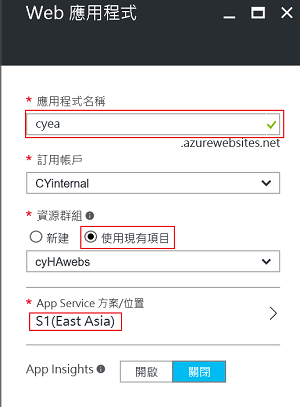 Web 應用程式
* 應用程式名稱
cyea
.azurewebsites.net
* 訂用帳戶
CYinternal
* 資源群組
新建 使用現有項目
cyHAwebs
* App Service 方案/位置
S1(East Asia)
App Insights 開啟 關閉